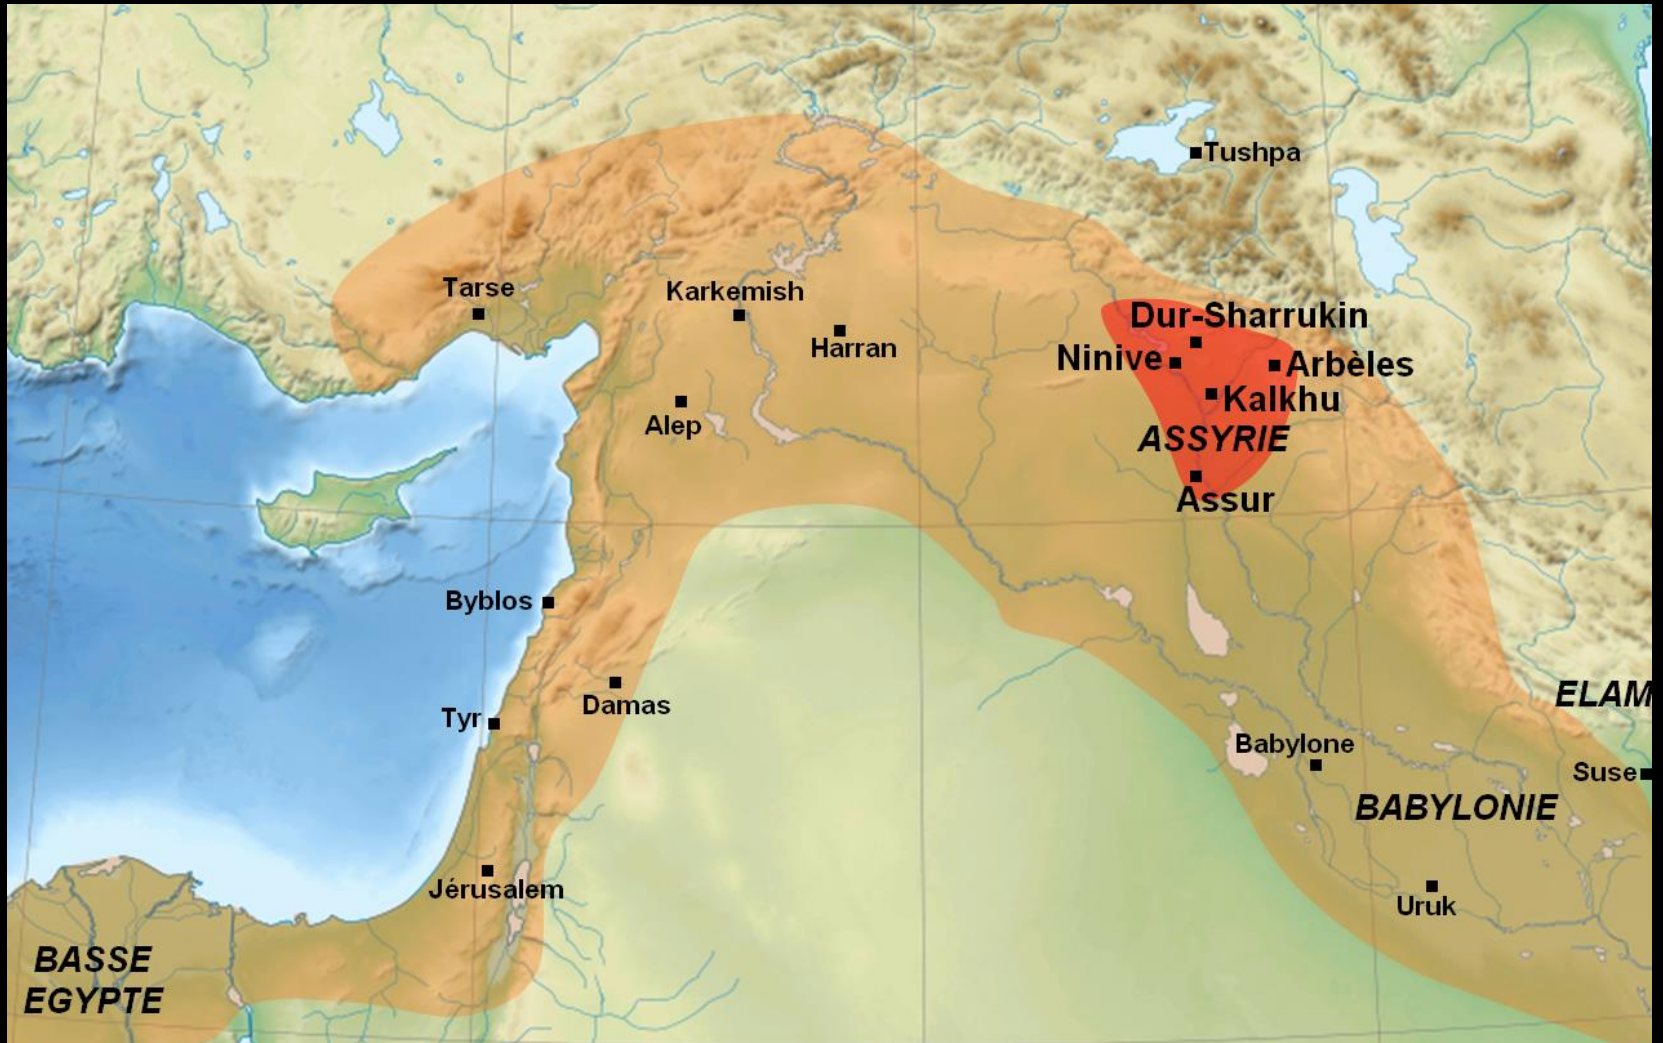 Tushpa
Tarse
Karkemish
Harran
Dur-Sharrukin
Ninive
Arbèles
Kalkhu
Alep
ASSYRIE
Assur
Byblos
Damas
Tyr
ELAM
Babylone
Suse
BABYLONIE
Jérusalem
Uruk
BASSE
EGYPTE